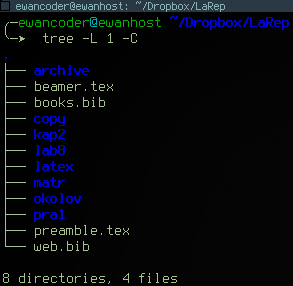 ewancoder@ewanhost: ~/Dropbox/LaRep
╭─ewancoder@ewanhost ~/Dropbox/LaRep
╰─➤  tree -L 1 -C
.
├── archive
├── beamer.tex
├── books.bib
├── copy
├── kap2
├── lab0
├── latex
├── matr
├── okolov
├── pra1
├── preamble.tex
└── web.bib
8 directories, 4 files